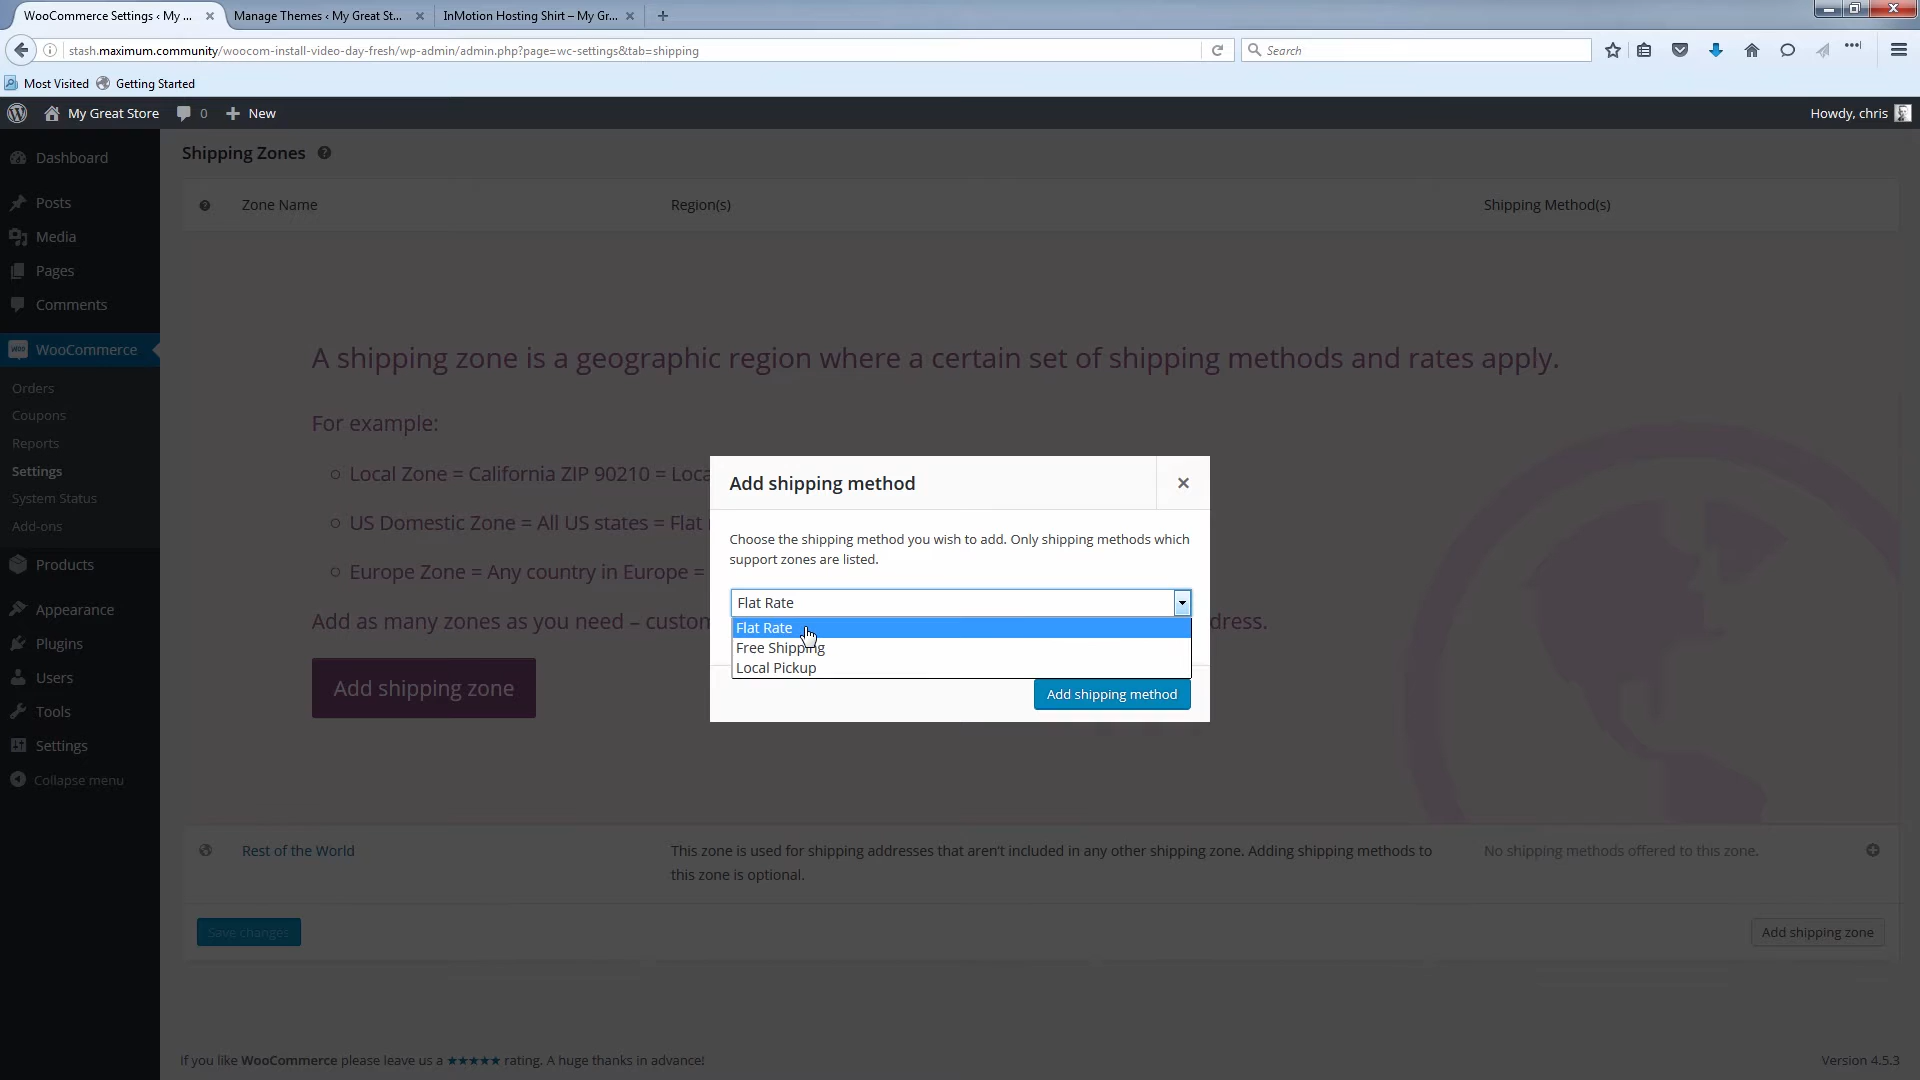 WooCommerce Settings ‹ My ...
Manage Themes ‹ My Great St...
InMotion Hosting Shirt – My Gr...
stash.maximum.community/woocom-install-video-day-fresh/wp-admin/admin.php?page=wc-settings&tab=shipping
Search
Most Visited
Getting Started
My Great Store
0
New
Howdy, chris
Dashboard
Posts
Media
Pages
Comments
WooCommerce
Orders
Coupons
Reports
Settings
System Status
Add-ons
Products
Appearance
Plugins
Users
Tools
Settings
Collapse menu
Shipping Zones
Zone Name
Region(s)
Shipping Method(s)
A shipping zone is a geographic region where a certain set of shipping methods and rates apply.
For example:
Local Zone = California ZIP 90210 = Loca
US Domestic Zone = All US states = Flat
Europe Zone = Any country in Europe =
Add as many zones as you need – custom
dress.
Add shipping zone
Add shipping method
Choose the shipping method you wish to add. Only shipping methods which
support zones are listed.
Flat Rate
Flat Rate
Free Shipping
Local Pickup
Add shipping method
Rest of the World
This zone is used for shipping addresses that aren't included in any other shipping zone. Adding shipping methods to
this zone is optional.
No shipping methods offered to this zone.
Save changes
Add shipping zone
If you like WooCommerce please leave us a ★★★★★ rating. A huge thanks in advance!
Version 4.5.3